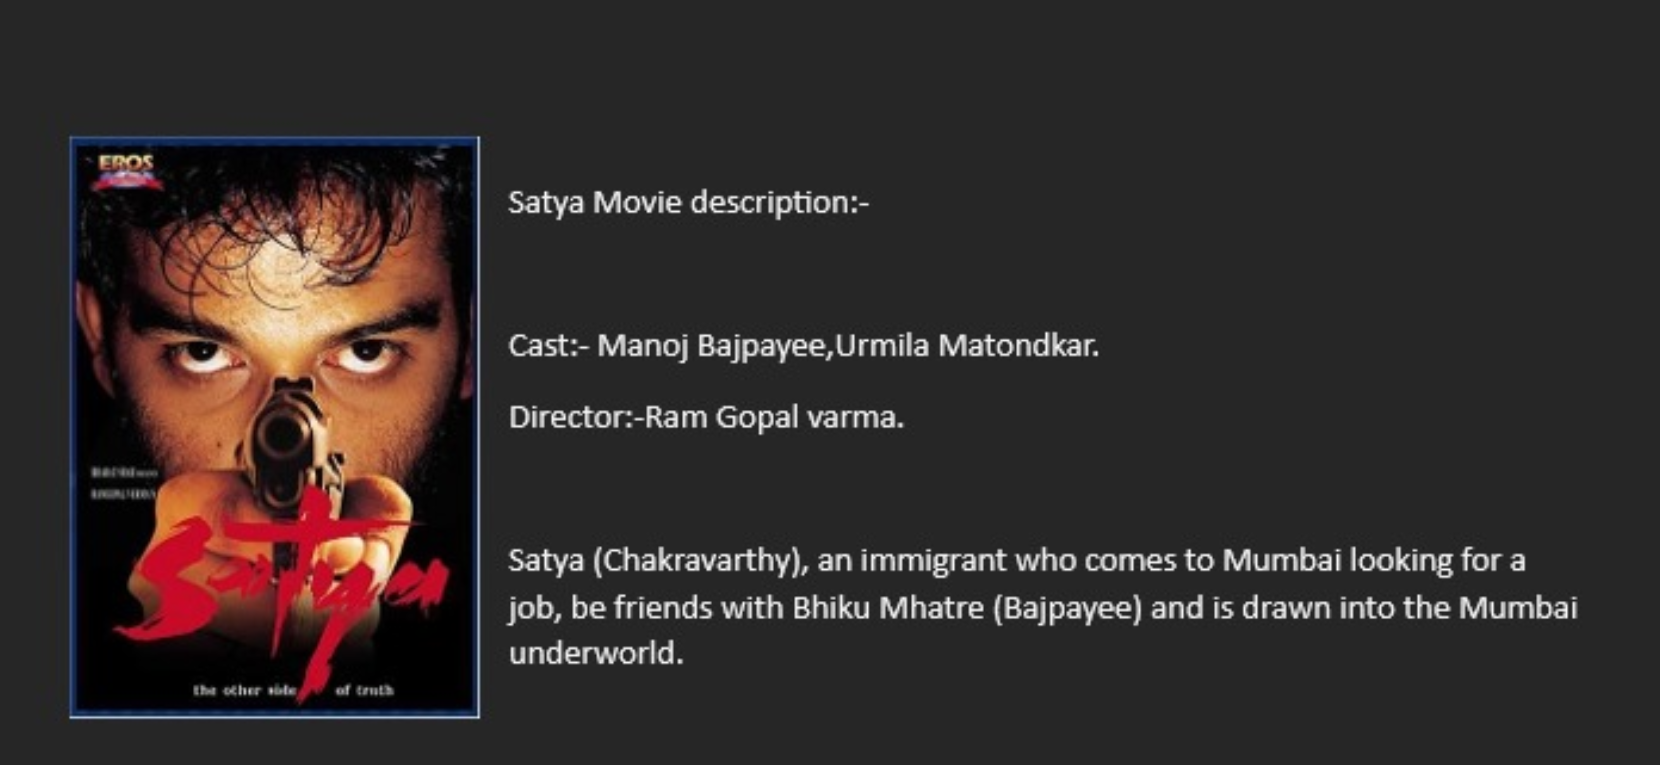 EROS
Satya
the other side of truth
Satya Movie description:-
Cast:- Manoj Bajpayee,Urmila Matondkar.
Director:-Ram Gopal varma.
Satya (Chakravarthy), an immigrant who comes to Mumbai looking for a
job, be friends with Bhiku Mhatre (Bajpayee) and is drawn into the Mumbai
underworld.